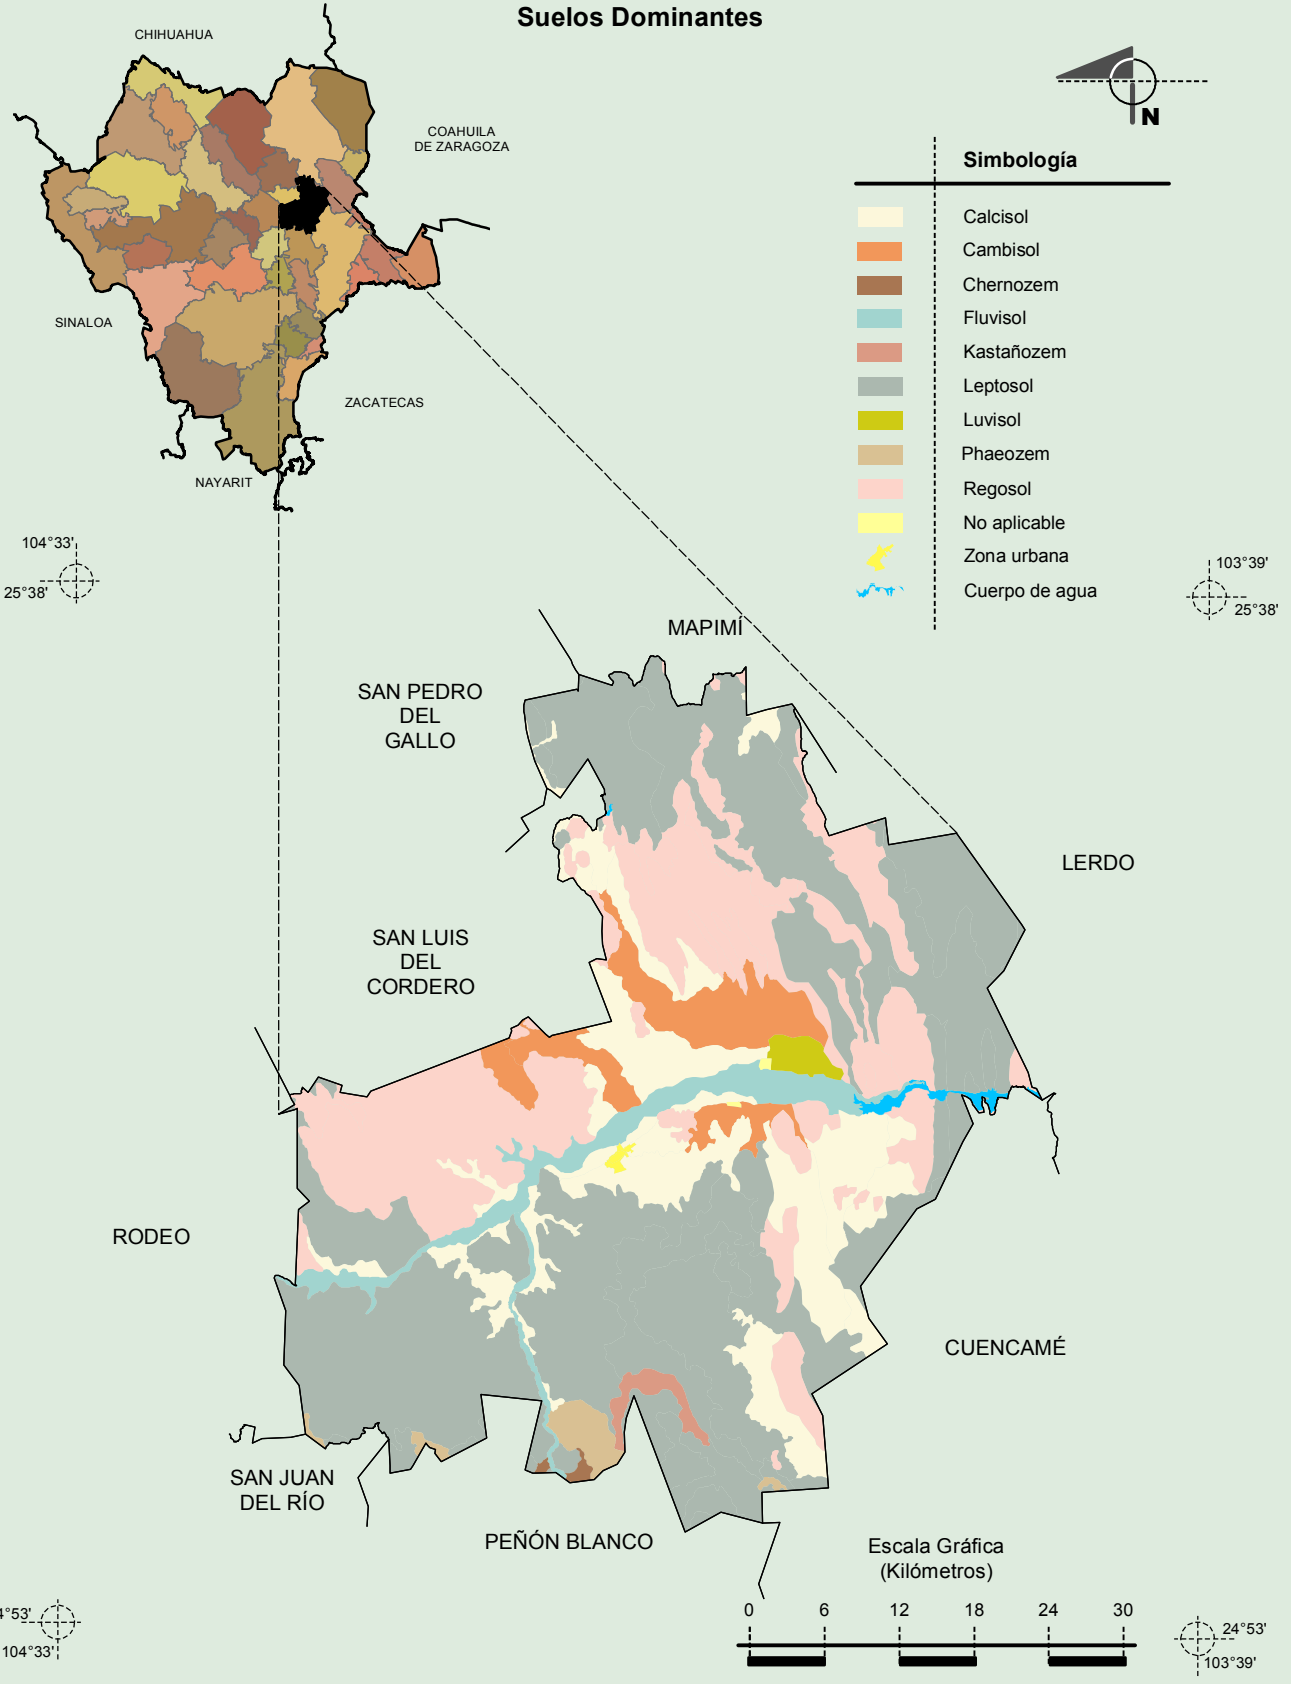 Suelos Dominantes
CHIHUAHUA
COAHUILA
DE ZARAGOZA
SINALOA
ZACATECAS
NAYARIT
N
Simbología
Calcisol
Cambisol
Chernozem
Fluvisol
Kastañozem
Leptosol
Luvisol
Phaeozem
Regosol
No aplicable
Zona urbana
Cuerpo de agua
104°33'
25°38'
103°39'
25°38'
MAPIMÍ
SAN PEDRO
DEL
GALLO
LERDO
SAN LUIS
DEL
CORDERO
RODEO
CUENCAMÉ
SAN JUAN
DEL RÍO
PEÑÓN BLANCO
Escala Gráfica
(Kilómetros)
0 6 12 18 24 30
4°53'
104°33'
24°53'
103°39'